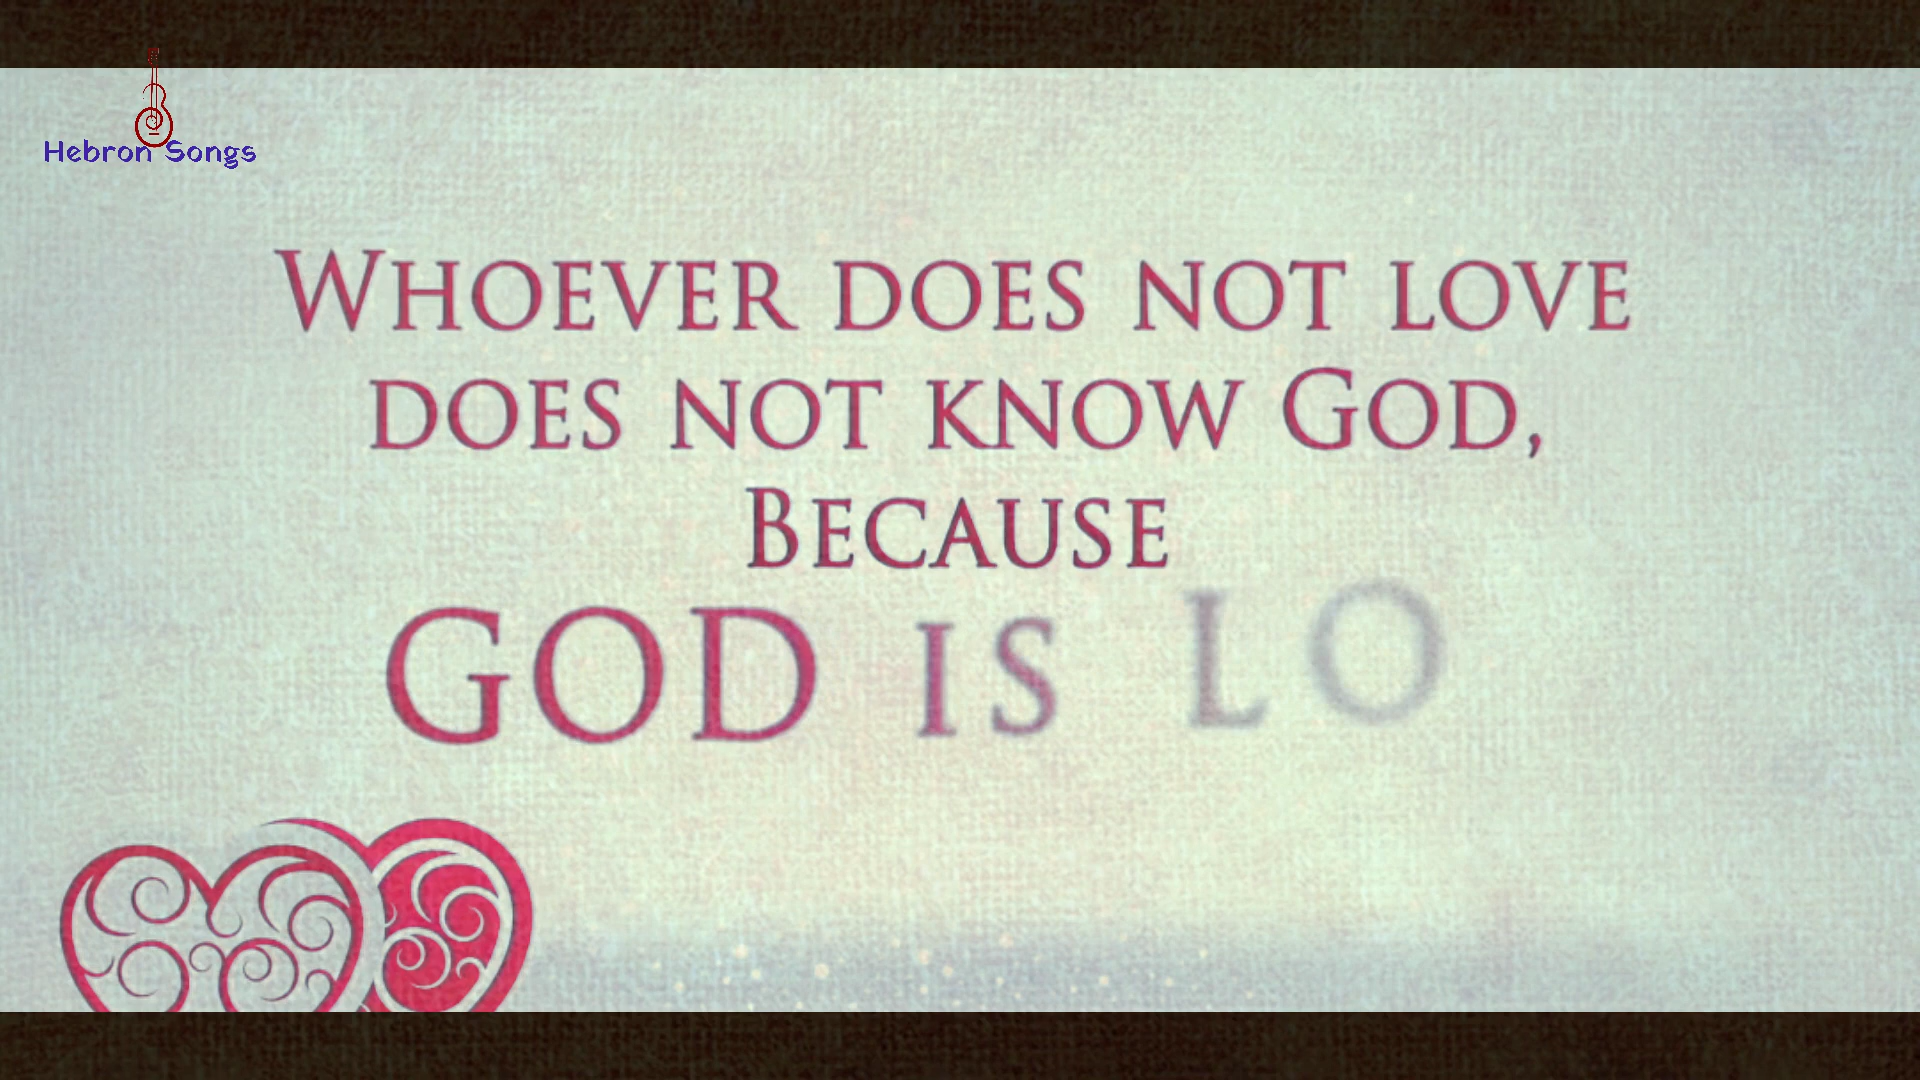 Hebron Songs
WHOEVER DOES NOT LOVE
DOES NOT KNOW GOD,
BECAUSE
GOD IS LO